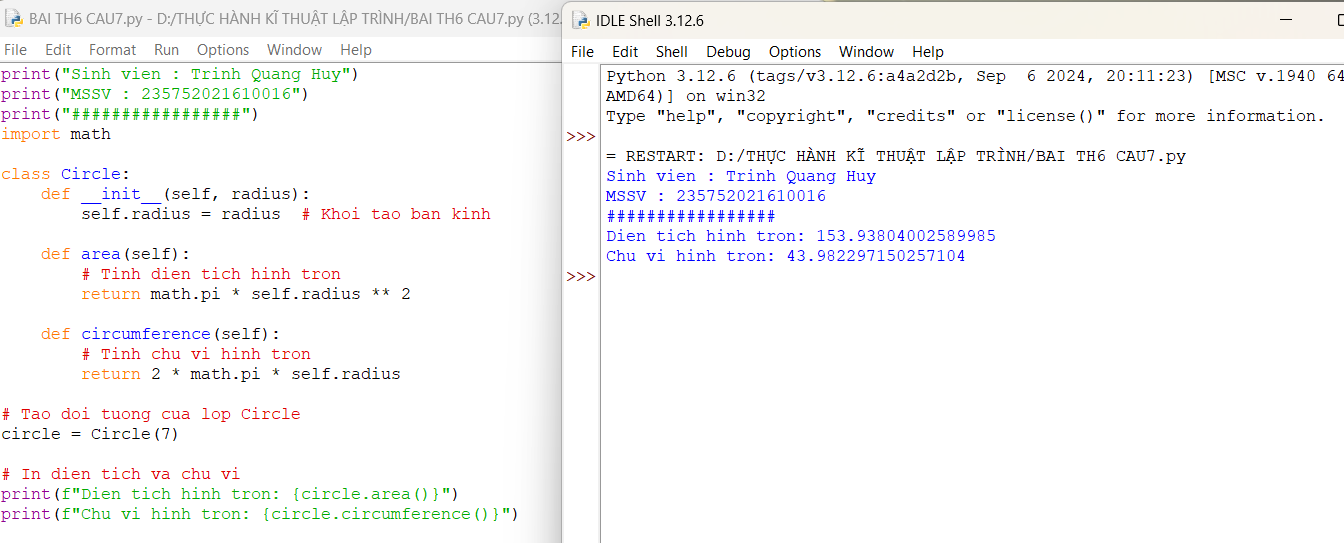 BAI TH6 CAU7.py - D:/THỰC HÀNH KĨ THUẬT LẬP TRÌNH/BAI TH6 CAU7.py (3.12.
File Edit Format Run Options Window Help
print("Sinh vien : Trinh Quang Huy")
print("MSSV : 235752021610016")
print("#################")
import math
class Circle:
    def __init__(self, radius):
        self.radius = radius  # Khoi tao ban kinh
    def area(self):
        # Tinh dien tich hinh tron
        return math.pi * self.radius ** 2
    def circumference(self):
        # Tinh chu vi hinh tron
        return 2 * math.pi * self.radius
# Tao doi tuong cua lop Circle
circle = Circle(7)
# In dien tich va chu vi
print(f"Dien tich hinh tron: {circle.area()}")
print(f"Chu vi hinh tron: {circle.circumference()}")
IDLE Shell 3.12.6
File Edit Shell Debug Options Window Help
Python 3.12.6 (tags/v3.12.6:a4a2d2b, Sep  6 2024, 20:11:23) [MSC v.1940 64
AMD64)] on win32
Type "help", "copyright", "credits" or "license()" for more information.
>>>
= RESTART: D:/THỰC HÀNH KĨ THUẬT LẬP TRÌNH/BAI TH6 CAU7.py
Sinh vien : Trinh Quang Huy
MSSV : 235752021610016
#################
Dien tich hinh tron: 153.93804002589985
Chu vi hinh tron: 43.982297150257104
>>>